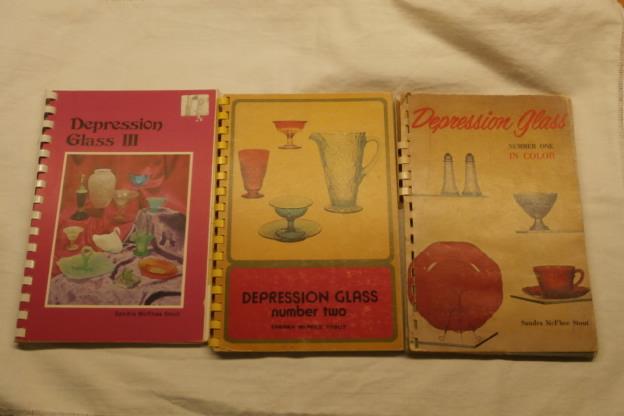 Depression
Glass III
Sandra McPhee Stout
DEPRESSION GLASS
number two
SANDRA McPHEE STOUT
Depression Glass
NUMBER ONE
IN COLOR
Sandra McPhee Stout